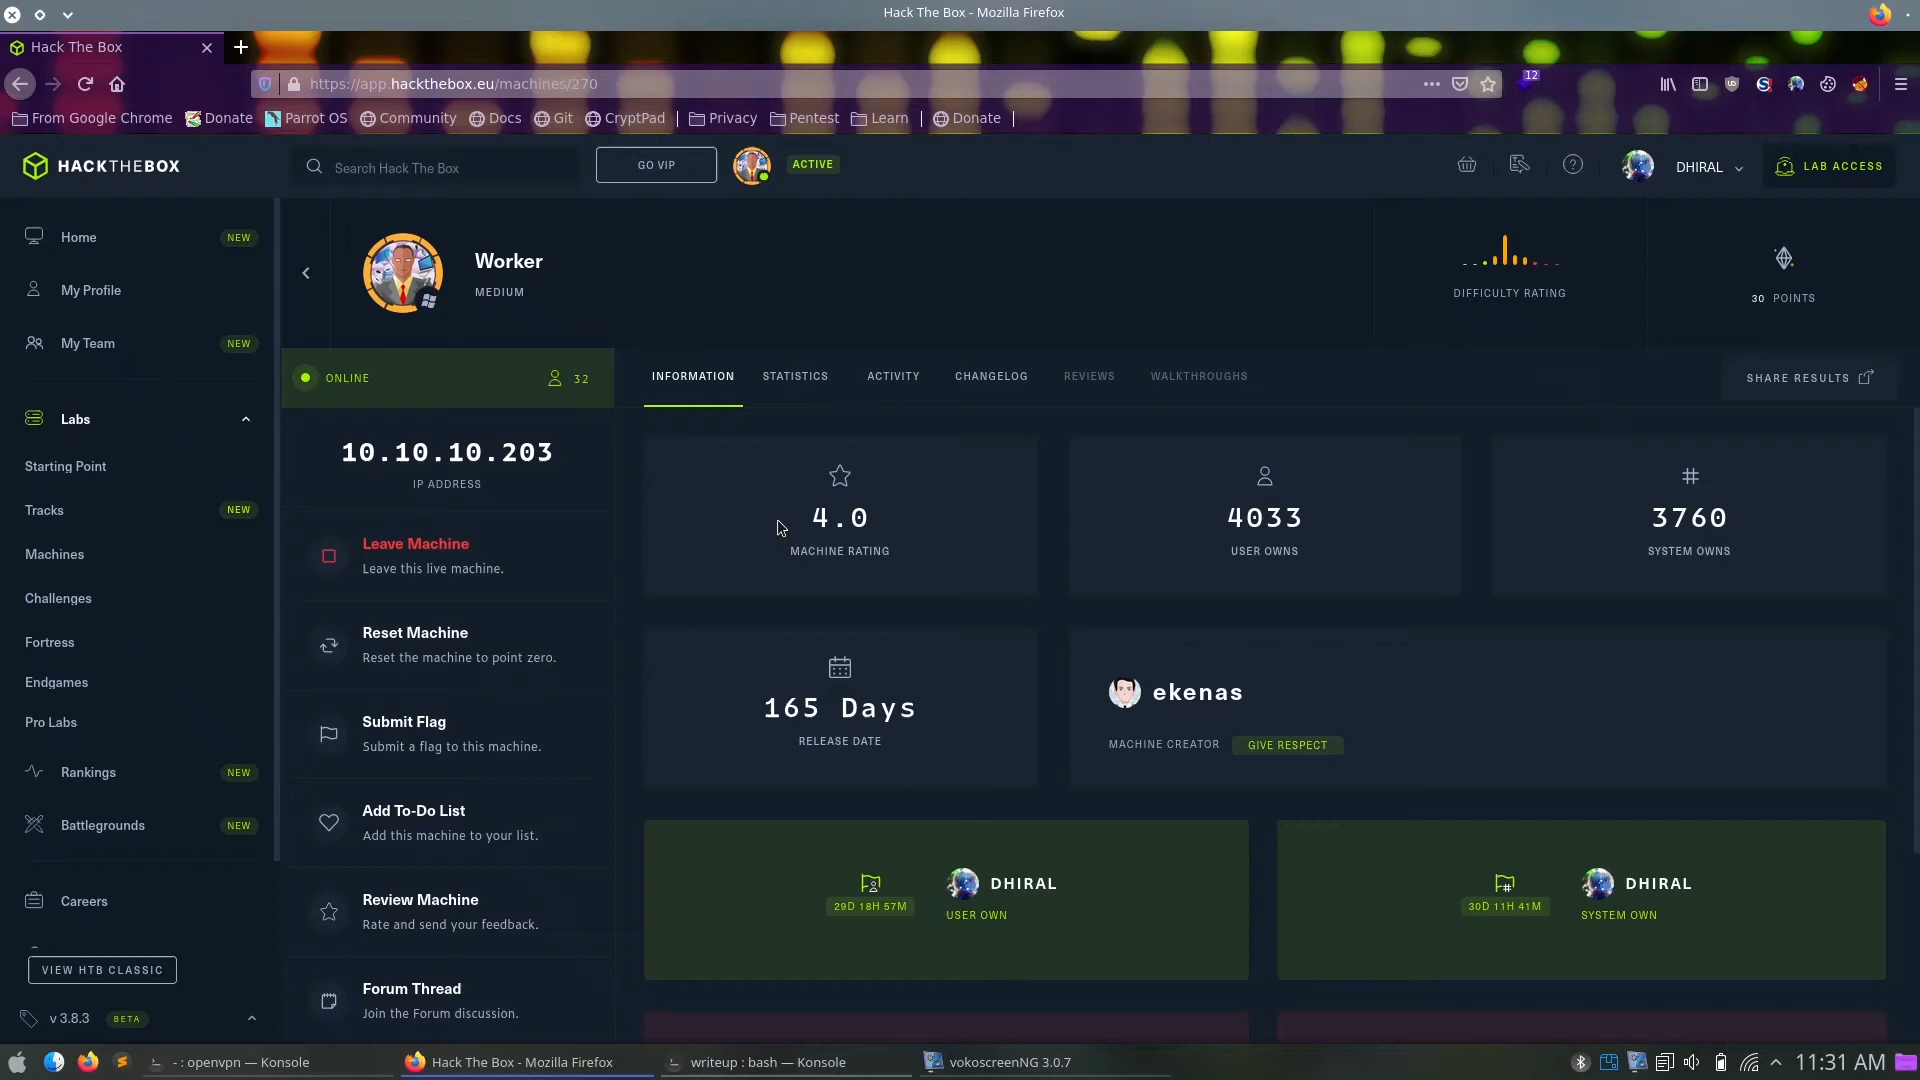 Hack The Box - Mozilla Firefox
Hack The Box
https://app.hackthebox.eu/machines/270
12
From Google Chrome
Donate
Parrot OS
Community
Docs
Git
CryptPad
Privacy
Pentest
Learn
Donate
HACKTHEBOX
Search Hack The Box
GO VIP
ACTIVE
DHIRAL
LAB ACCESS
Home NEW
My Profile
My Team NEW
Labs
Starting Point
Tracks NEW
Machines
Challenges
Fortress
Endgames
Pro Labs
Rankings NEW
Battlegrounds NEW
Careers
VIEW HTB CLASSIC
v 3.8.3 BETA
Worker
MEDIUM
DIFFICULTY RATING
30 POINTS
ONLINE 32
10.10.10.203
IP ADDRESS
Leave Machine
Leave this live machine.
Reset Machine
Reset the machine to point zero.
Submit Flag
Submit a flag to this machine.
Add To-Do List
Add this machine to your list.
Review Machine
Rate and send your feedback.
Forum Thread
Join the Forum discussion.
INFORMATION
STATISTICS
ACTIVITY
CHANGELOG
REVIEWS
WALKTHROUGHS
SHARE RESULTS
4.0
MACHINE RATING
4033
USER OWNS
3760
SYSTEM OWNS
165 Days
RELEASE DATE
ekenas
MACHINE CREATOR GIVE RESPECT
29D 18H 57M
DHIRAL
USER OWN
30D 11H 41M
DHIRAL
SYSTEM OWN
- : openvpn — Konsole
Hack The Box - Mozilla Firefox
writeup : bash — Konsole
vokoscreenNG 3.0.7
11:31 AM